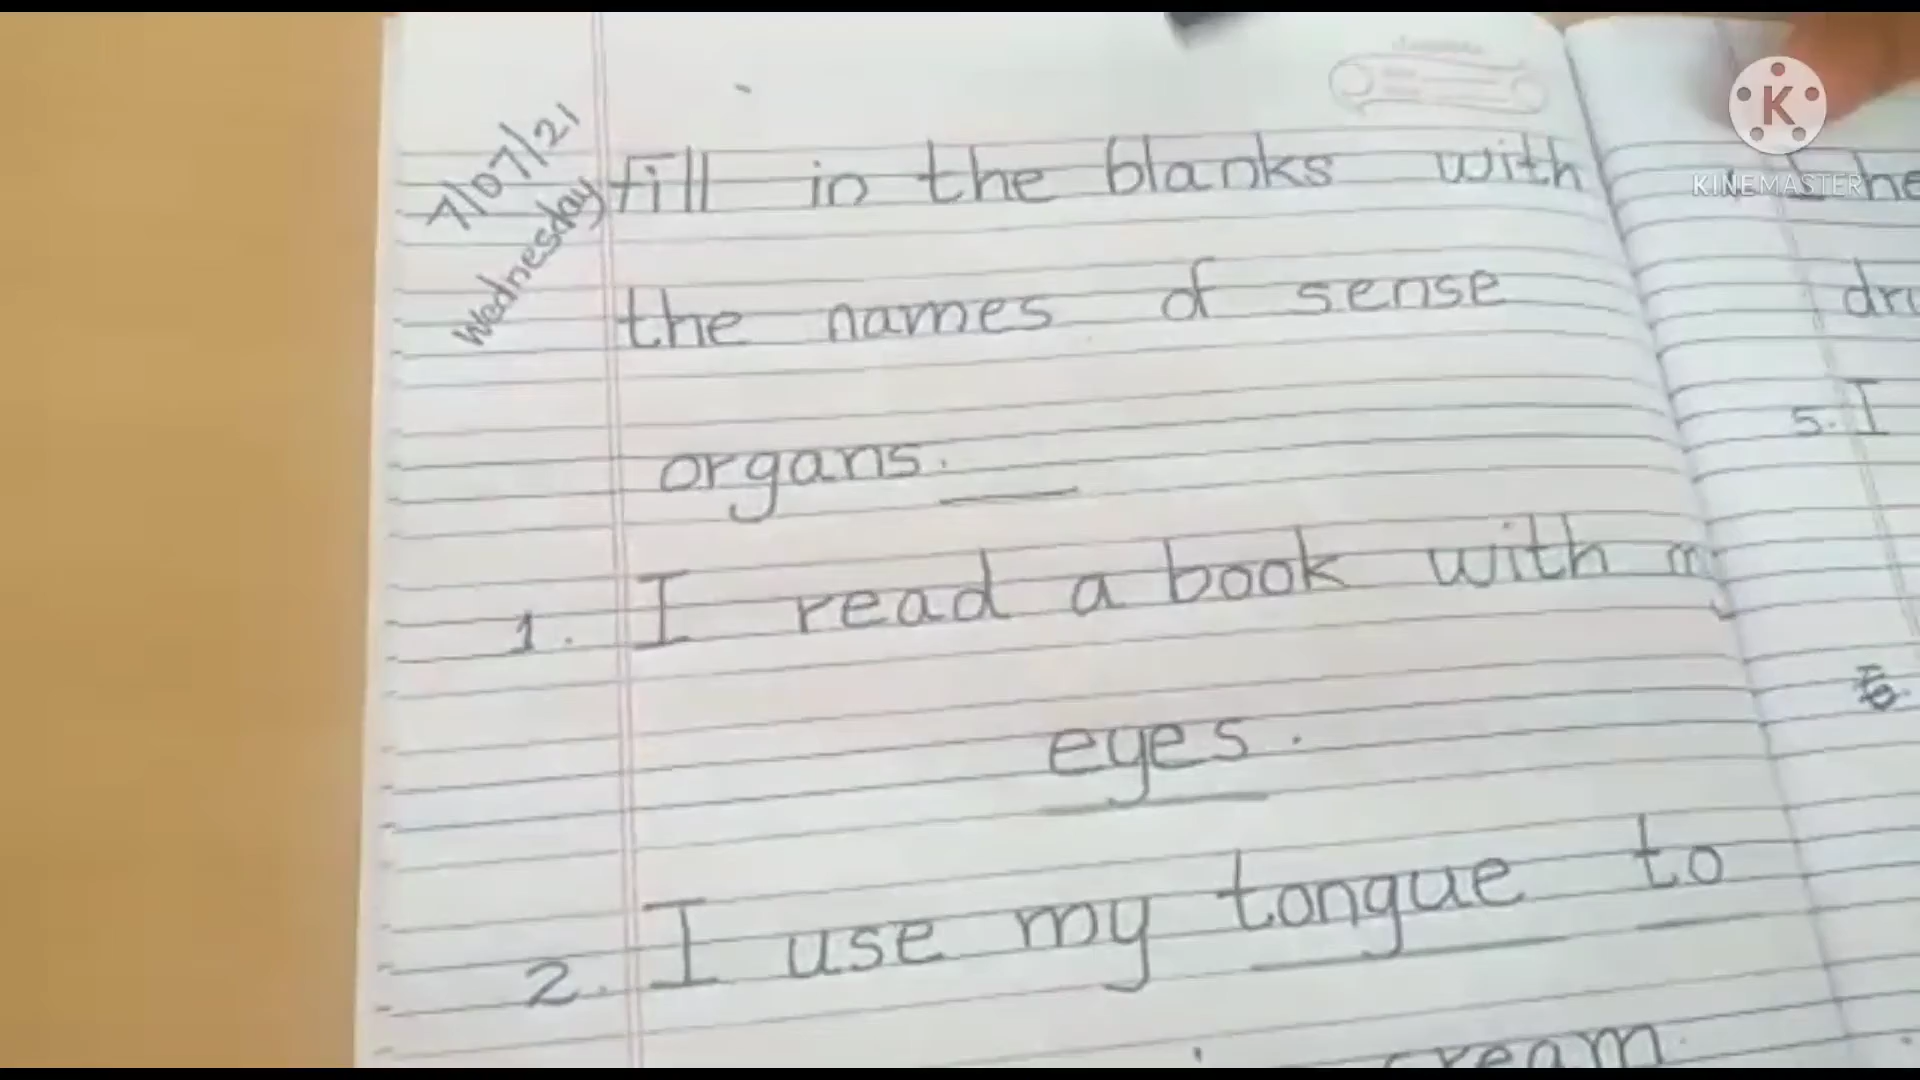 7/07/21
Wednesday
fill in the blanks with
the names of sense
organs.
1. I read a book with my
eyes.
2. I use my tongue to
cream
KINEMASTER
5. I